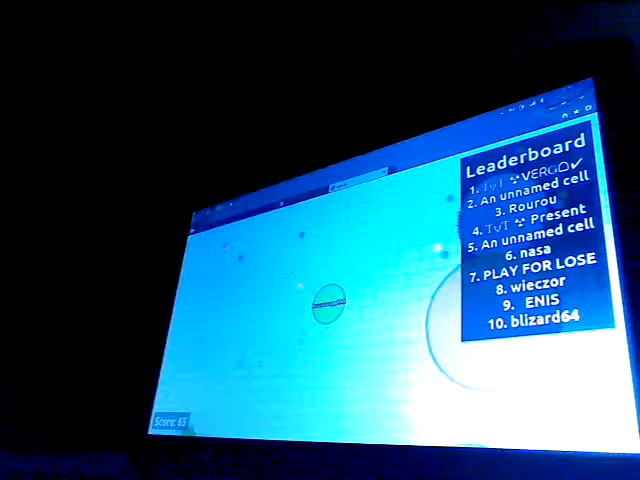 Leaderboard
1. TvT ∵VERG☖✓
2. An unnamed cell
3. Rourou
4. TvT ∵ Present
5. An unnamed cell
6. nasa
7. PLAY FOR LOSE
8. wieczor
9. ENIS
10. blizard64
Score: 65